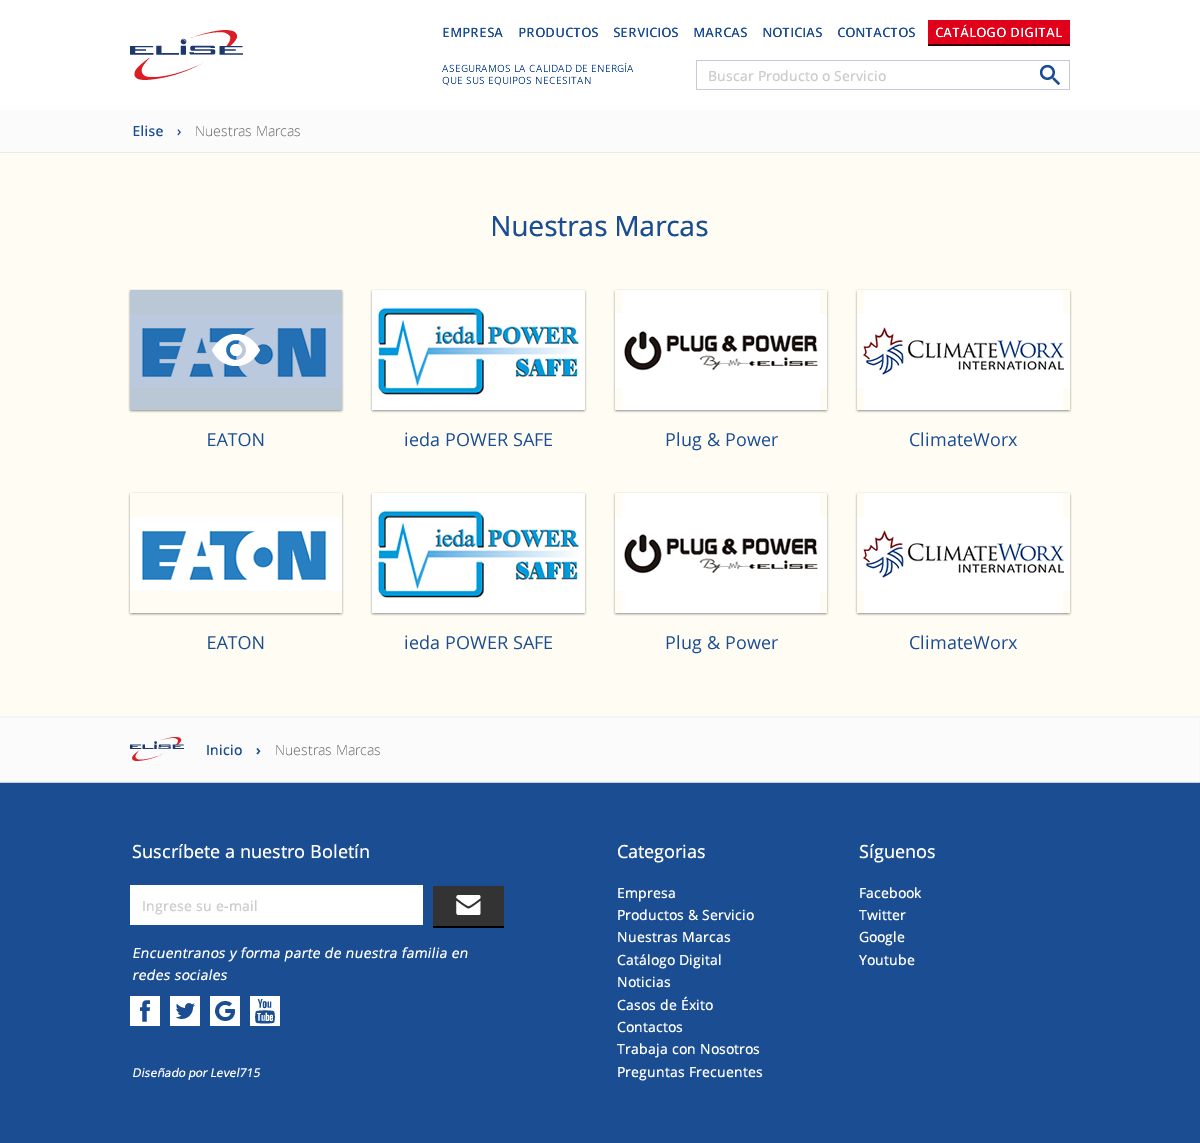 ELISE
EMPRESA PRODUCTOS SERVICIOS MARCAS NOTICIAS CONTACTOS CATÁLOGO DIGITAL
ASEGURAMOS LA CALIDAD DE ENERGÍA
QUE SUS EQUIPOS NECESITAN
Buscar Producto o Servicio
Elise › Nuestras Marcas
Nuestras Marcas
EATON
ieda POWER
SAFE
PLUG & POWER
By ELISE
CLIMATEWORX
INTERNATIONAL
EATON
ieda POWER SAFE
Plug & Power
ClimateWorx
EATON
ieda POWER
SAFE
PLUG & POWER
By ELISE
CLIMATEWORX
INTERNATIONAL
EATON
ieda POWER SAFE
Plug & Power
ClimateWorx
ELISE
Inicio › Nuestras Marcas
Suscríbete a nuestro Boletín
Ingrese su e-mail
Encuentranos y forma parte de nuestra familia en
redes sociales
f
G
You
Tube
Diseñado por Level715
Categorias
Empresa
Productos & Servicio
Nuestras Marcas
Catálogo Digital
Noticias
Casos de Éxito
Contactos
Trabaja con Nosotros
Preguntas Frecuentes
Síguenos
Facebook
Twitter
Google
Youtube